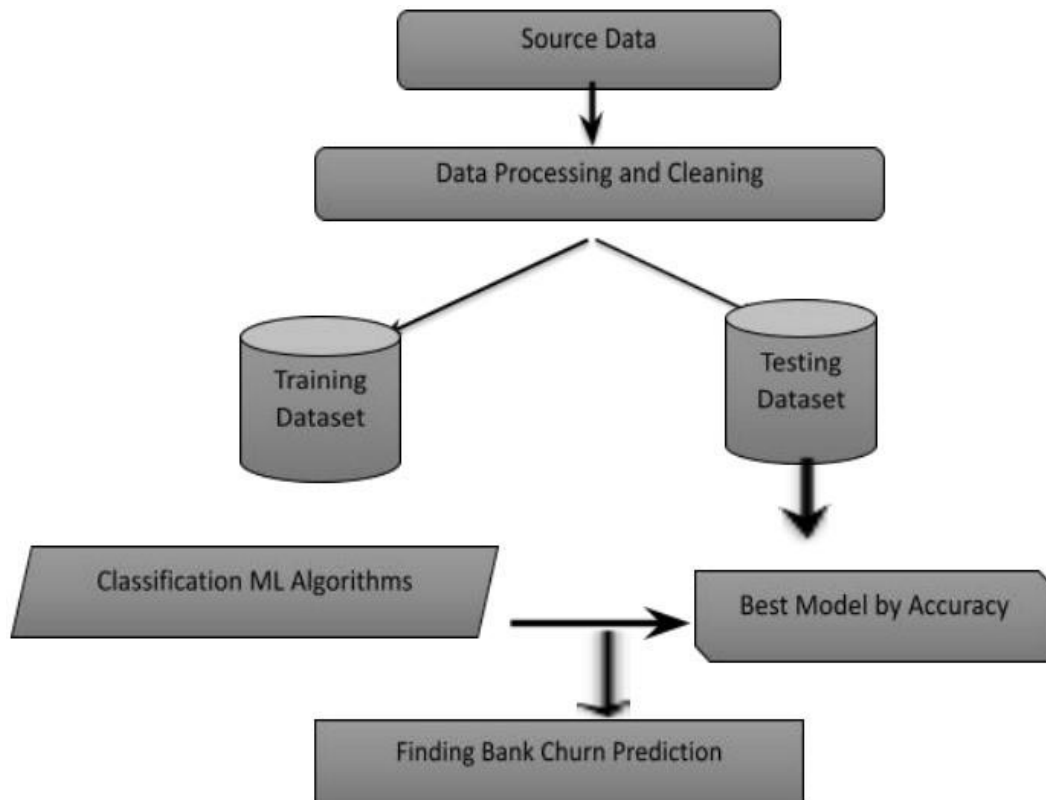 Source Data
Data Processing and Cleaning
Training
Dataset
Testing
Dataset
Classification ML Algorithms
Best Model by Accuracy
Finding Bank Churn Prediction